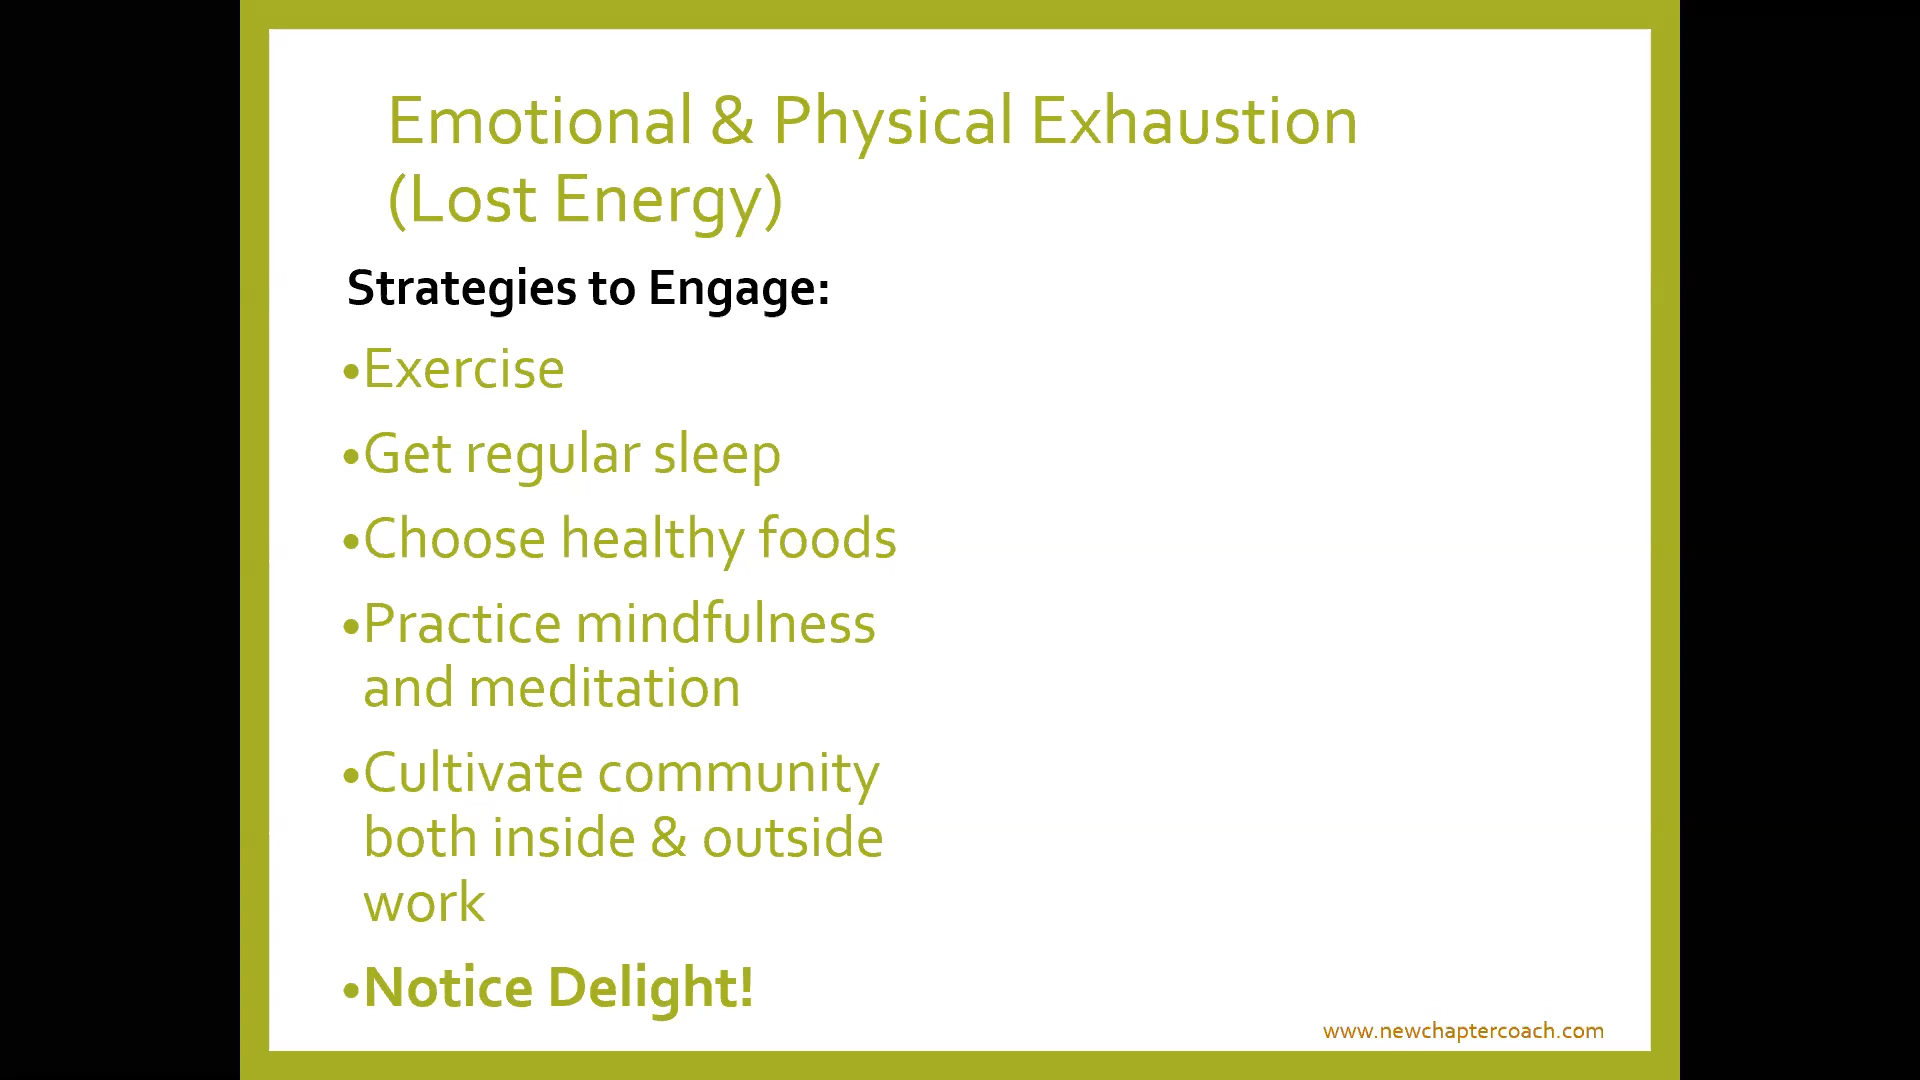 Emotional & Physical Exhaustion
(Lost Energy)
Strategies to Engage:
•Exercise
•Get regular sleep
•Choose healthy foods
•Practice mindfulness
and meditation
•Cultivate community
both inside & outside
work
•Notice Delight!
www.newchaptercoach.com